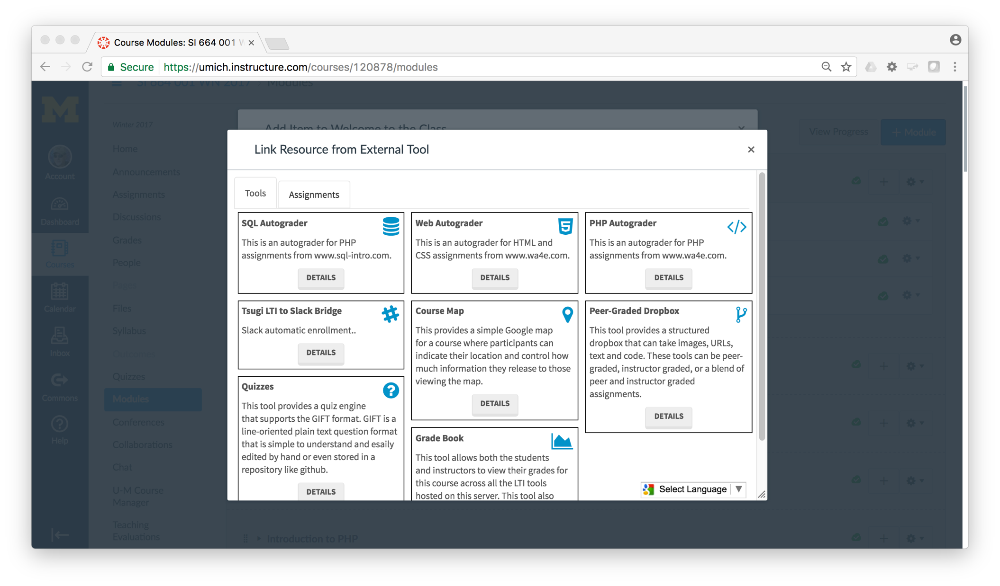 Course Modules: SI 664 001 W
Secure
https://umich.instructure.com/courses/120878/modules
SI 664 001 WN 2017 › Modules
M
Account
Dashboard
Courses
Calendar
Inbox
Commons
Help
Winter 2017
Home
Announcements
Assignments
Discussions
Grades
People
Pages
Files
Syllabus
Outcomes
Quizzes
Modules
Conferences
Collaborations
Chat
U-M Course
Manager
Teaching
Evaluations
Add Item to Welcome to the Class
View Progress
+ Module
Link Resource from External Tool
Tools
Assignments
SQL Autograder
This is an autograder for PHP
assignments from www.sql-intro.com.
DETAILS
Web Autograder
This is an autograder for HTML and
CSS assignments from www.wa4e.com.
DETAILS
PHP Autograder
This is an autograder for PHP
assignments from www.wa4e.com.
DETAILS
Tsugi LTI to Slack Bridge
Slack automatic enrollment..
DETAILS
Course Map
This provides a simple Google map
for a course where participants can
indicate their location and control how
much information they release to those
viewing the map.
DETAILS
Peer-Graded Dropbox
This tool provides a structured
dropbox that can take images, URLs,
text and code. These tools can be peer-
graded, instructor graded, or a blend of
peer and instructor graded
assignments.
DETAILS
Quizzes
This tool provides a quiz engine
that supports the GIFT format. GIFT is a
line-oriented plain text question format
that is simple to understand and esaily
edited by hand or even stored in a
repository like github.
DETAILS
Grade Book
This tool allows both the students
and instructors to view their grades for
this course across all the LTI tools
hosted on this server. This tool also
Select Language
Introduction to PHP